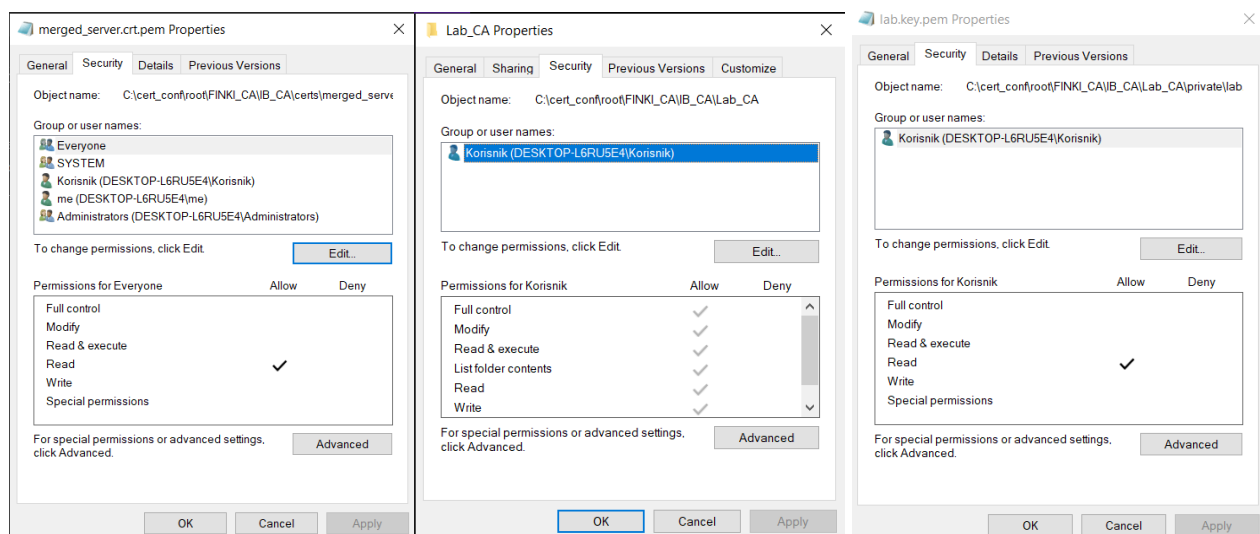 merged_server.crt.pem Properties
General Security Details Previous Versions
Object name: C:\cert_conf\root\FINKI_CA\IB_CA\certs\merged_serve
Group or user names:
Everyone
SYSTEM
Korisnik (DESKTOP-L6RU5E4\Korisnik)
me (DESKTOP-L6RU5E4\me)
Administrators (DESKTOP-L6RU5E4\Administrators)
To change permissions, click Edit.
Edit...
Permissions for Everyone Allow Deny
Full control
Modify
Read & execute
Read
Write
Special permissions
For special permissions or advanced settings,
click Advanced.
Advanced
OK Cancel Apply
Lab_CA Properties
General Sharing Security Previous Versions Customize
Object name: C:\cert_conf\root\FINKI_CA\IB_CA\Lab_CA
Group or user names:
Korisnik (DESKTOP-L6RU5E4\Korisnik)
To change permissions, click Edit.
Edit...
Permissions for Korisnik Allow Deny
Full control
Modify
Read & execute
List folder contents
Read
Write
For special permissions or advanced settings,
click Advanced.
Advanced
OK Cancel Apply
lab.key.pem Properties
General Security Details Previous Versions
Object name: C:\cert_conf\root\FINKI_CA\IB_CA\Lab_CA\private\lab
Group or user names:
Korisnik (DESKTOP-L6RU5E4\Korisnik)
To change permissions, click Edit.
Edit...
Permissions for Korisnik Allow Deny
Full control
Modify
Read & execute
Read
Write
Special permissions
For special permissions or advanced settings,
click Advanced.
Advanced
OK Cancel Apply